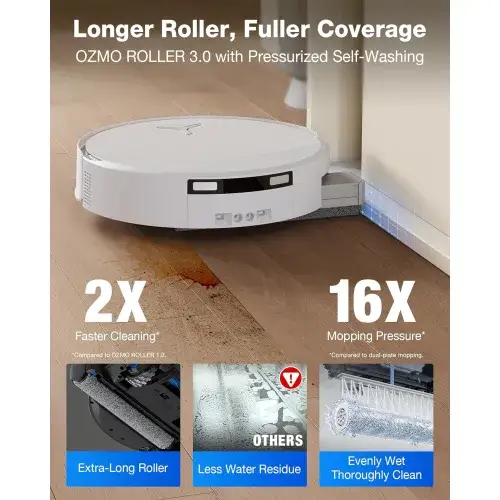 Longer Roller, Fuller Coverage
OZMO ROLLER 3.0 with Pressurized Self-Washing
2X
Faster Cleaning*
*Compared to OZMO ROLLER 1.0.
16X
Mopping Pressure*
*Compared to dual-plate mopping.
OTHERS
Extra-Long Roller
Less Water Residue
Evenly Wet
Thoroughly Clean